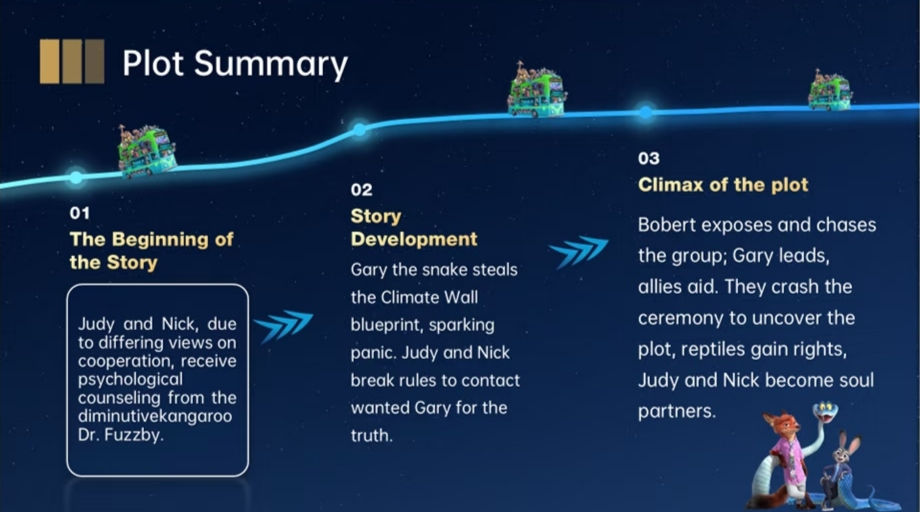 Plot Summary
01
The Beginning of
the Story
Judy and Nick, due
to differing views on
cooperation, receive
psychological
counseling from the
diminutivekangaroo
Dr. Fuzzby.
02
Story
Development
Gary the snake steals
the Climate Wall
blueprint, sparking
panic. Judy and Nick
break rules to contact
wanted Gary for the
truth.
03
Climax of the plot
Bobert exposes and chases
the group; Gary leads,
allies aid. They crash the
ceremony to uncover the
plot, reptiles gain rights,
Judy and Nick become soul
partners.